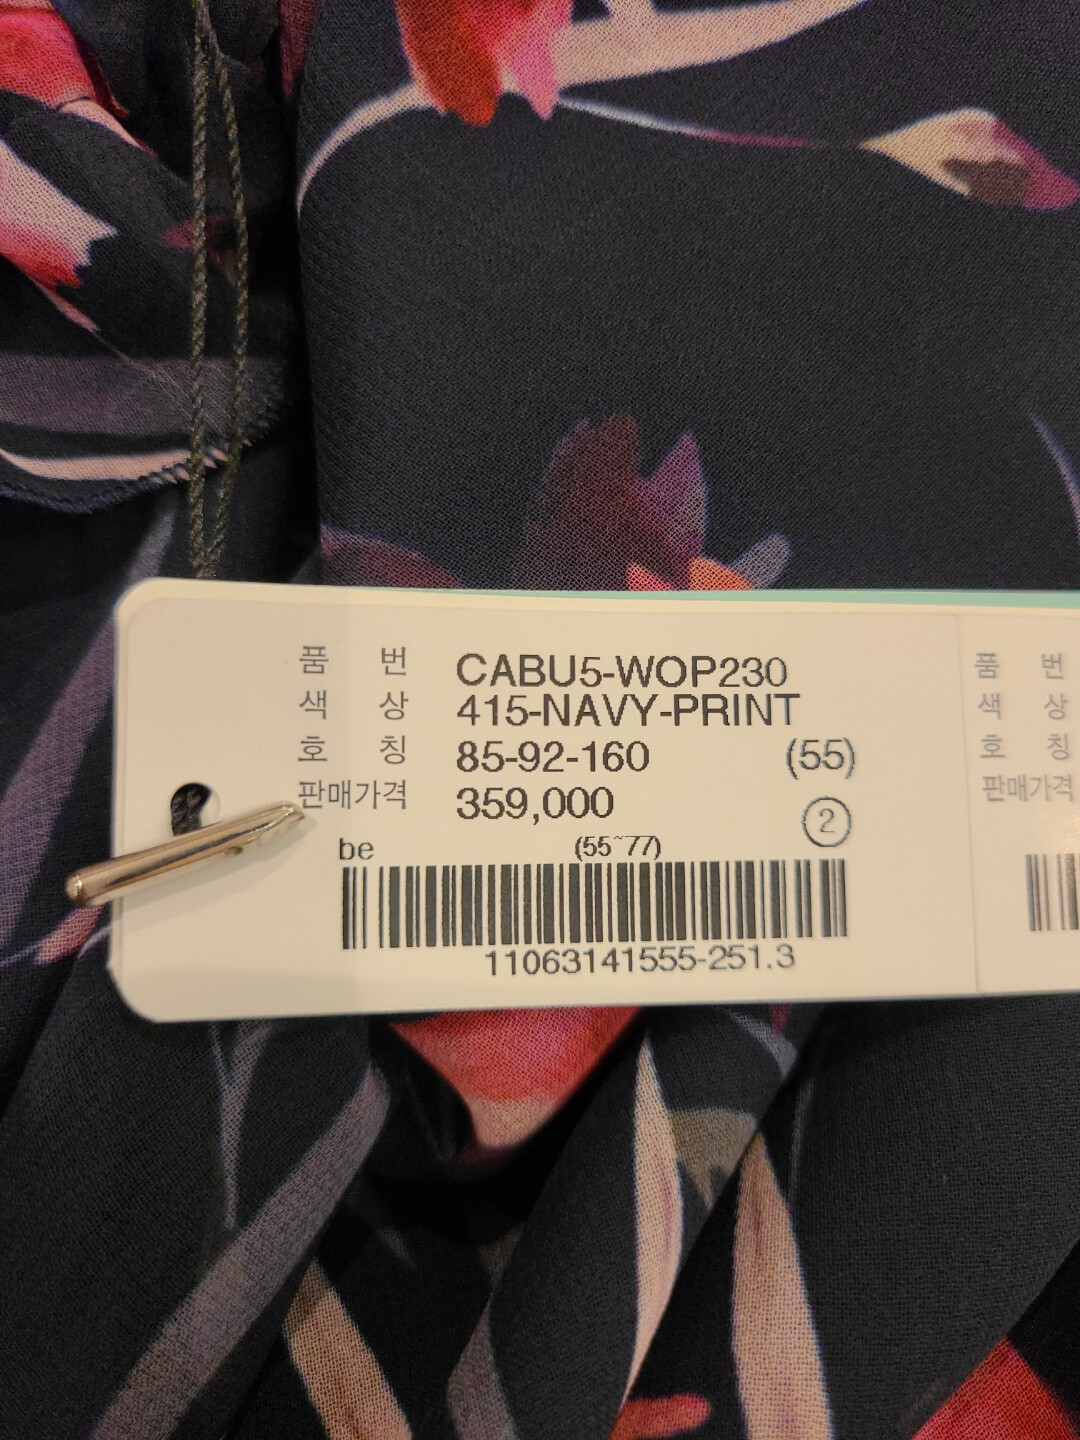 품 번 CABU5-WOP230
색 상 415-NAVY-PRINT
호 칭 85-92-160 (55)
판매가격 359,000
②
be (55~77)
11063141555-251.3
품 번
색 상
호 칭
판매가격